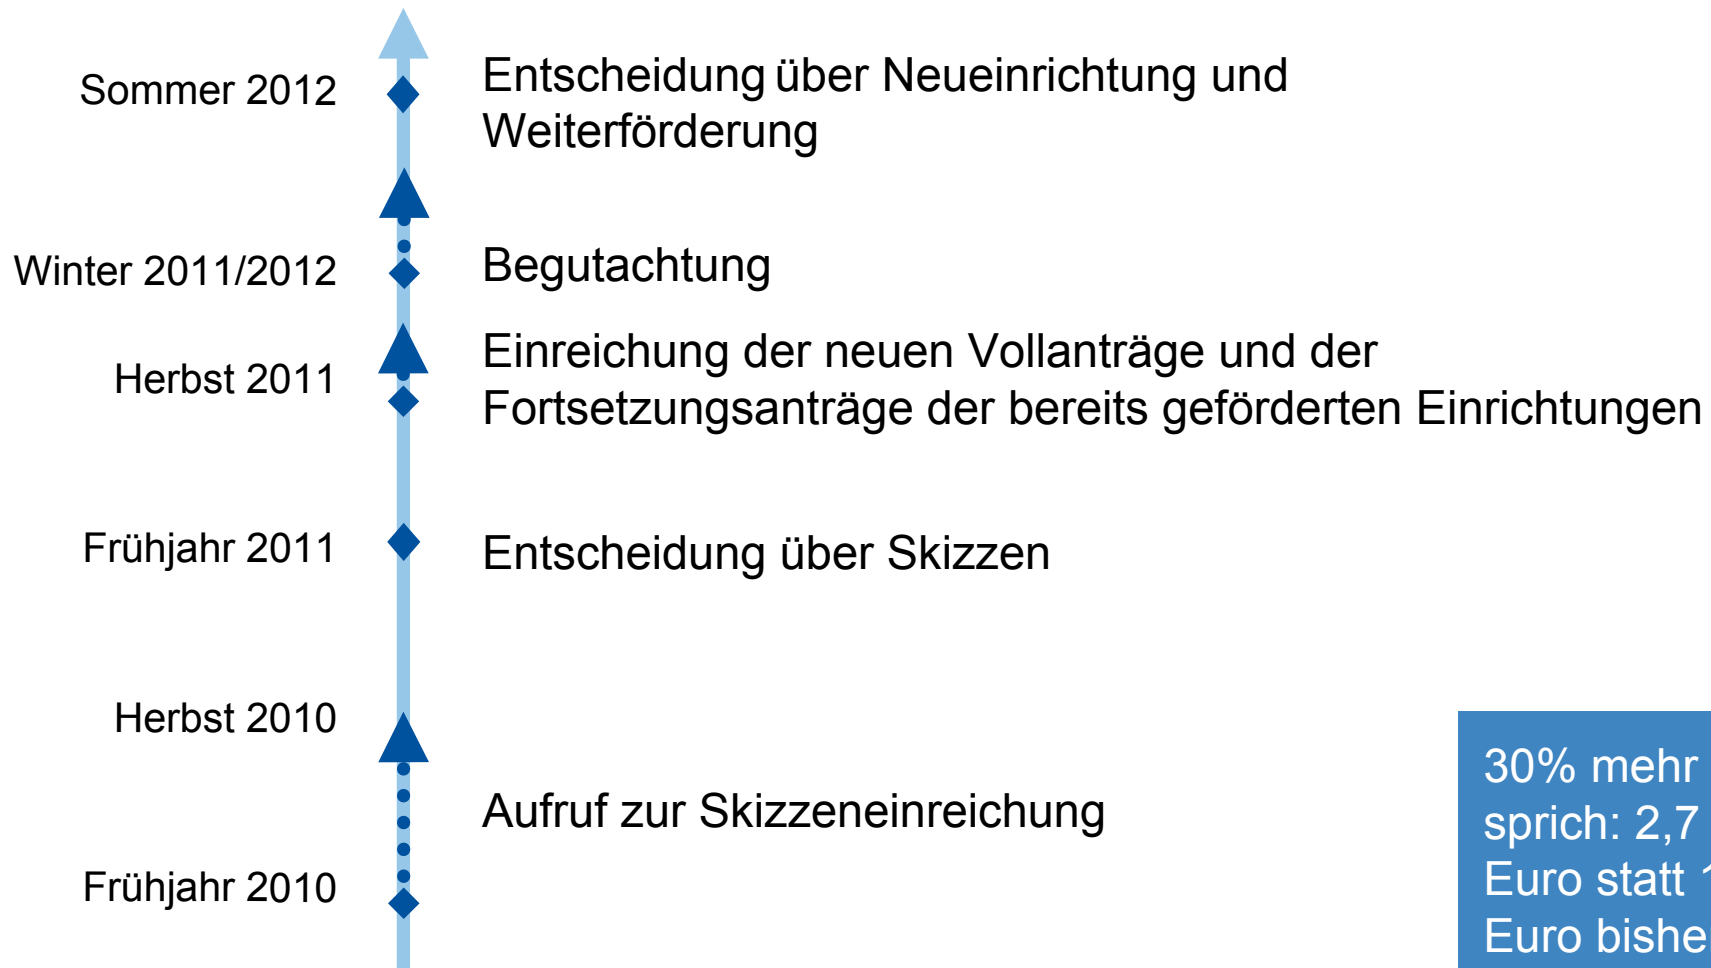 Sommer 2012
Entscheidung über Neueinrichtung und
Weiterförderung
Winter 2011/2012
Begutachtung
Herbst 2011
Einreichung der neuen Vollanträge und der
Fortsetzungsanträge der bereits geförderten Einrichtungen
Frühjahr 2011
Entscheidung über Skizzen
Herbst 2010
Aufruf zur Skizzeneinreichung
Frühjahr 2010
30% mehr
sprich: 2,7
Euro statt
Euro